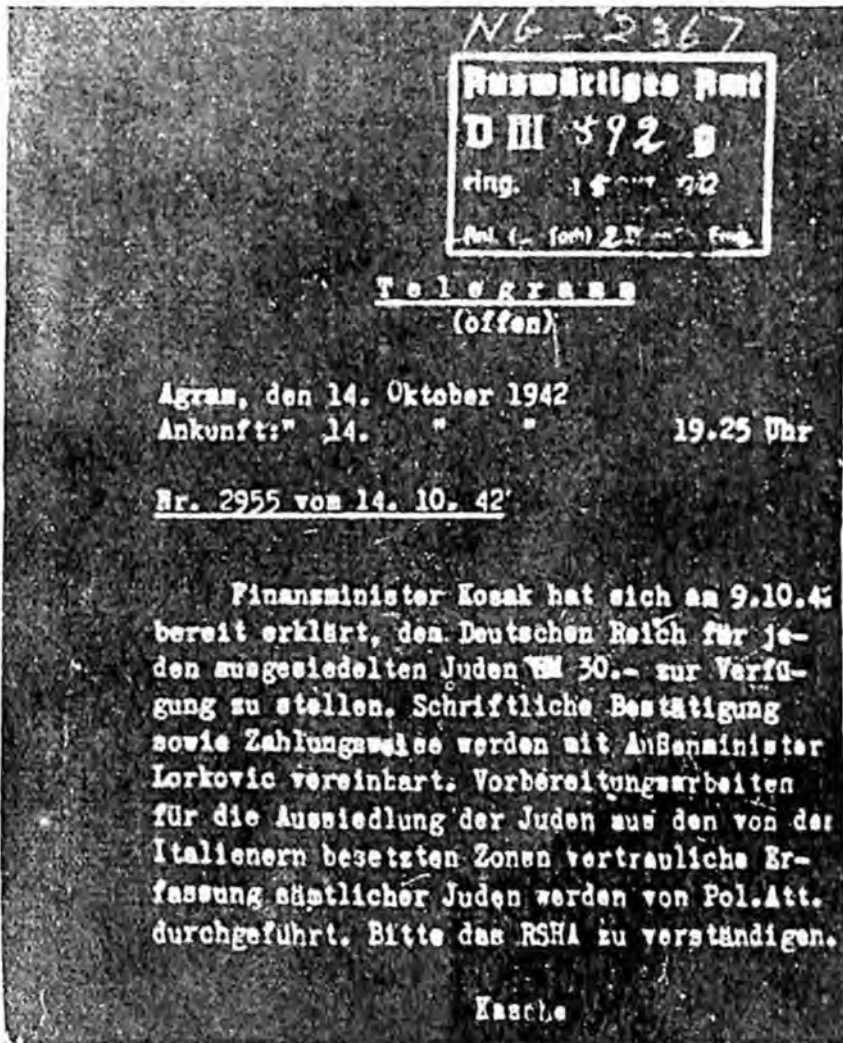 NG - 2367
Auswärtiges Amt
D III 592 g
eing.
Telegramm
(offen)
Agram, den 14. Oktober 1942
Ankunft:" 14. " " 19.25 Uhr
Nr. 2955 vom 14. 10. 42
Finanzminister Kosak hat sich am 9.10.42
bereit erklärt, dem Deutschen Reich für je-
den ausgesiedelten Juden RM 30.- zur Verfü-
gung zu stellen. Schriftliche Bestätigung
sowie Zahlungsweise werden mit Außenminister
Lorkovic vereinbart. Vorbereitungsarbeiten
für die Aussiedlung der Juden aus den von den
Italienern besetzten Zonen vertrauliche Er-
fassung sämtlicher Juden werden von Pol.Att.
durchgeführt. Bitte das RSHA zu verständigen.
Kasche